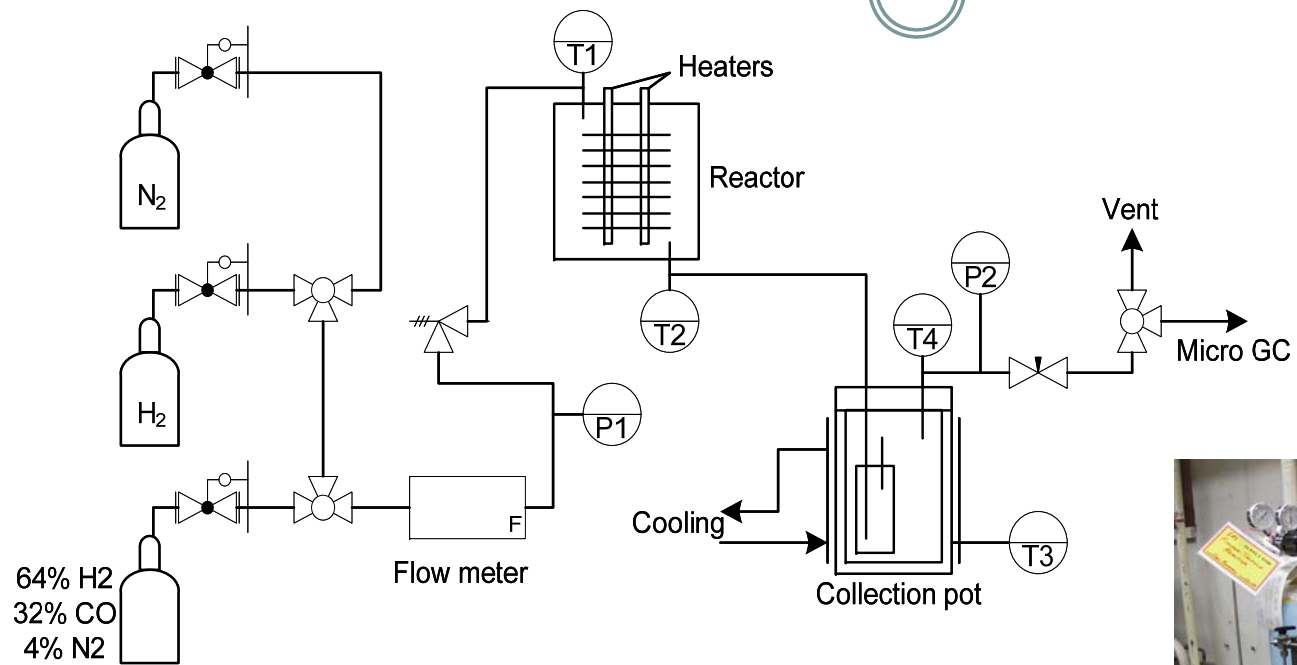 T1
Heaters
N2
Reactor
Vent
P2
H2
T2
T4
Micro GC
P1
F
Flow meter
Cooling
T3
Collection pot
64% H2
32% CO
4% N2